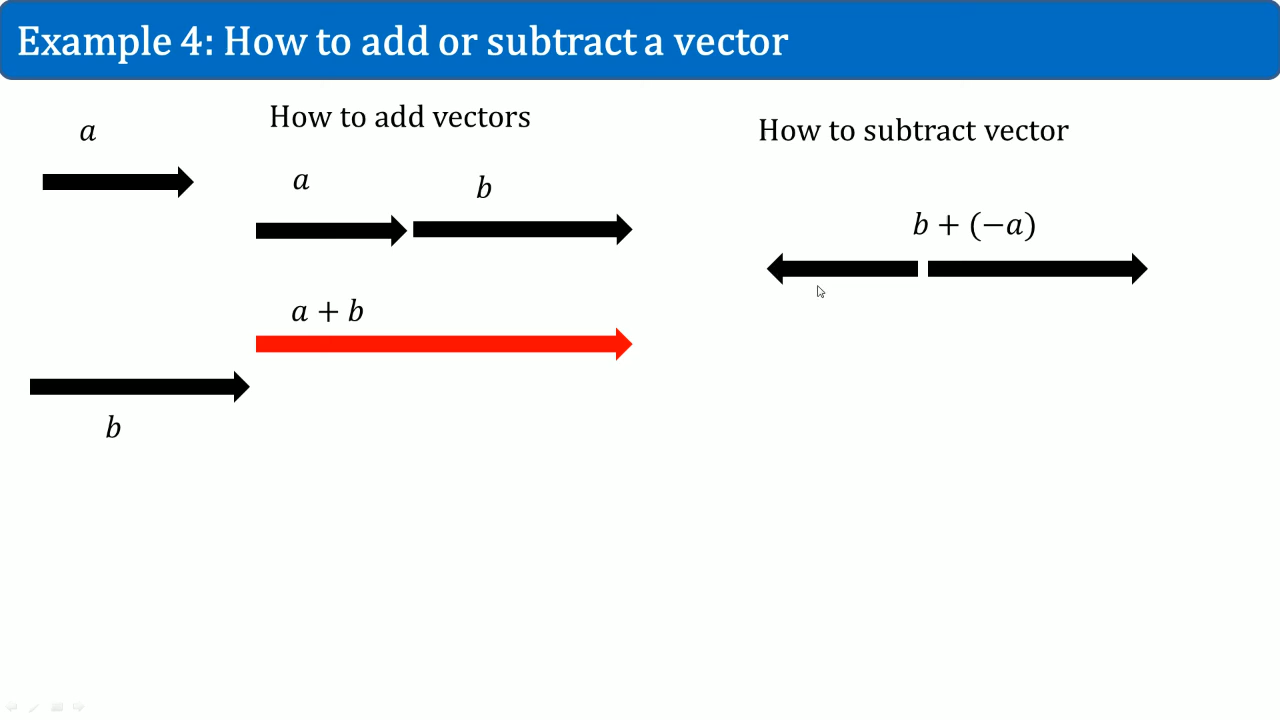 Example 4: How to add or subtract a vector
How to add vectors
How to subtract vector
a
a
b
b + (−a)
a + b
b